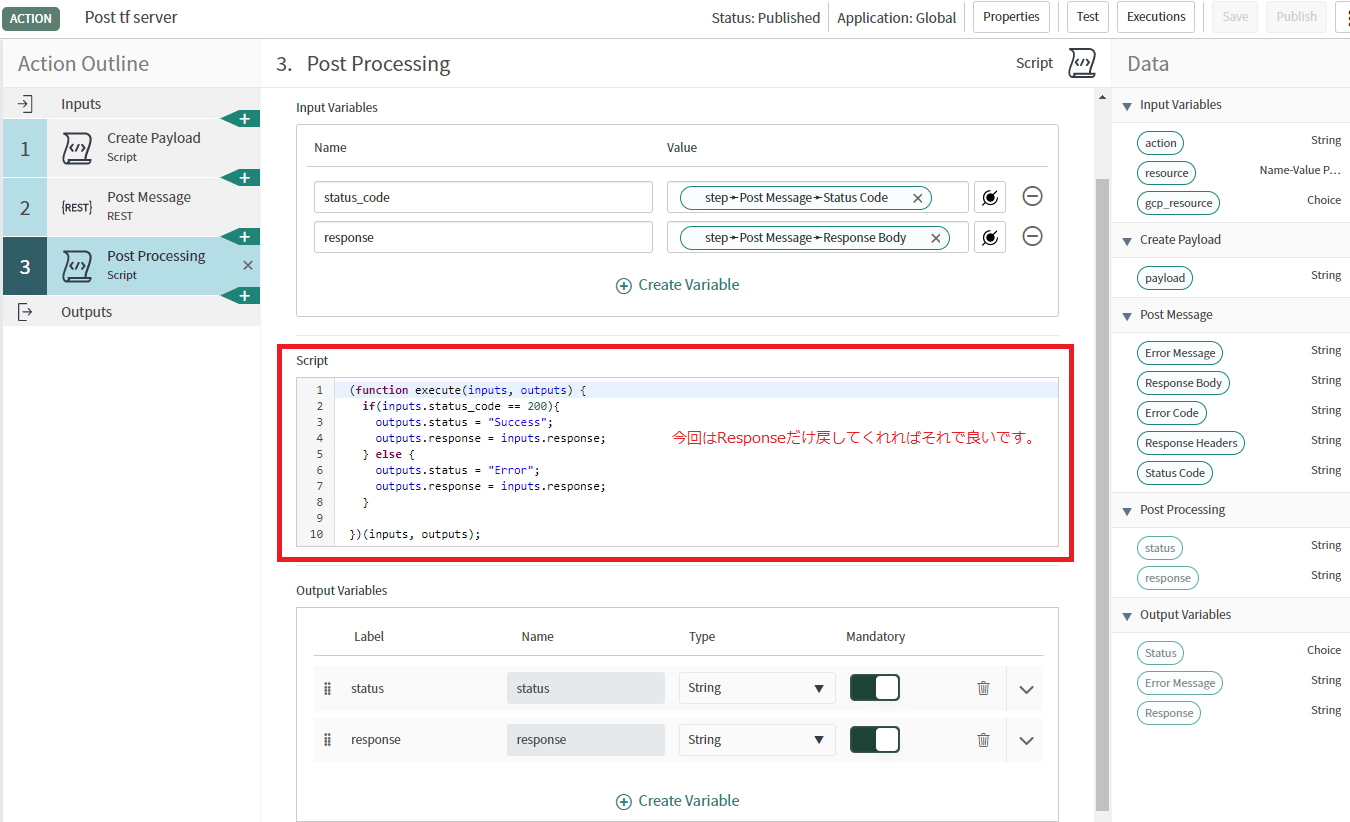 ACTION
Post tf server
Status: Published
Application: Global
Properties
Test
Executions
Save
Publish
Action Outline
Inputs
1
Create Payload
Script
2
{REST}
Post Message
REST
3
Post Processing
Script
Outputs
3. Post Processing
Script
Input Variables
Name Value
status_code step➛Post Message➛Status Code
response step➛Post Message➛Response Body
Create Variable
Script
1 (function execute(inputs, outputs) {
2 if(inputs.status_code == 200){
3 outputs.status = "Success";
4 outputs.response = inputs.response;
5 } else {
6 outputs.status = "Error";
7 outputs.response = inputs.response;
8 }
9
10 })(inputs, outputs);
今回はResponseだけ戻してくれればそれで良いです。
Output Variables
Label Name Type Mandatory
status status String
response response String
Create Variable
Data
Input Variables
action String
resource Name-Value P...
gcp_resource Choice
Create Payload
payload String
Post Message
Error Message String
Response Body String
Error Code String
Response Headers String
Status Code String
Post Processing
status String
response String
Output Variables
Status Choice
Error Message String
Response String